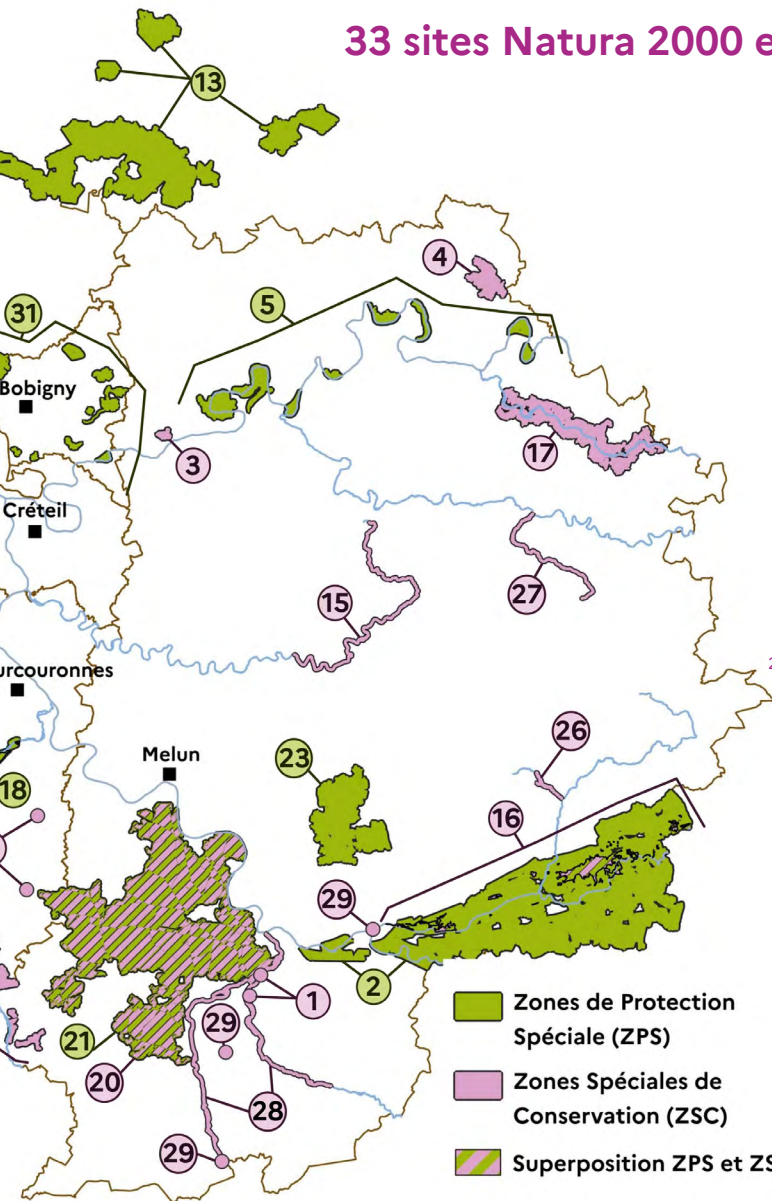 33 sites Natura 2000 e
13
4
5
31
Bobigny
17
3
Créteil
27
15
urcouronnes
2
26
Melun
23
18
16
29
2
1
29
21
20
28
29
Zones de Protection
Spéciale (ZPS)
Zones Spéciales de
Conservation (ZSC)
Superposition ZPS et ZS